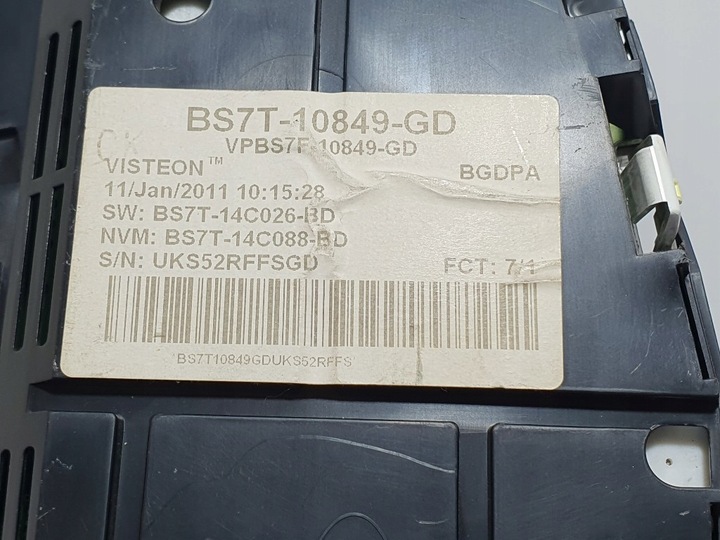 BS7T-10849-GD
VPBS7F-10849-GD
CK
VISTEON™
BGDPA
11/Jan/2011 10:15:28
SW: BS7T-14C026-BD
NVM: BS7T-14C088-BD
S/N: UKS52RFFSGD
FCT: 7/1
BS7T10849GDUKS52RFFS